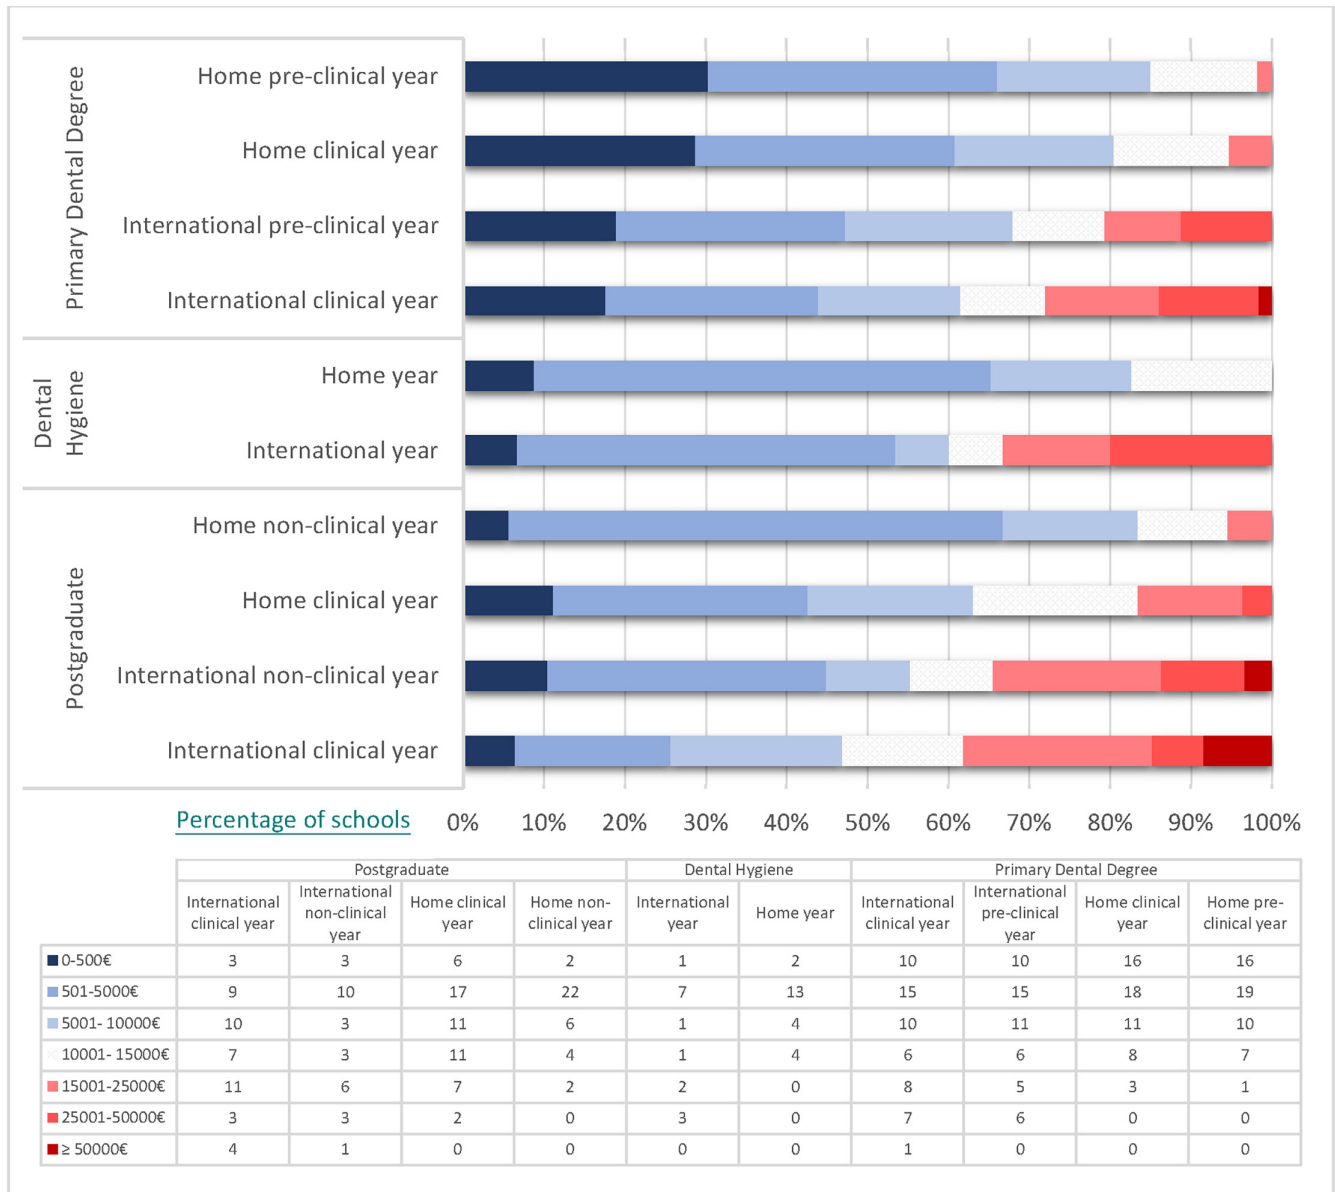 Primary Dental Degree
Home pre-clinical year
Home clinical year
International pre-clinical year
International clinical year
Dental
Hygiene
Home year
International year
Postgraduate
Home non-clinical year
Home clinical year
International non-clinical year
International clinical year
Percentage of schools 0% 10% 20% 30% 40% 50% 60% 70% 80% 90% 100%
Postgraduate Dental Hygiene Primary Dental Degree
International clinical year
International non-clinical year
Home clinical year
Home non-clinical year
International year
Home year
International clinical year
International pre-clinical year
Home clinical year
Home pre-clinical year
0-500€ 3 3 6 2 1 2 10 10 16 16
501-5000€ 9 10 17 22 7 13 15 15 18 19
5001- 10000€ 10 3 11 6 1 4 10 11 11 10
10001- 15000€ 7 3 11 4 1 4 6 6 8 7
15001-25000€ 11 6 7 2 2 0 8 5 3 1
25001-50000€ 3 3 2 0 3 0 7 6 0 0
≥ 50000€ 4 1 0 0 0 0 1 0 0 0